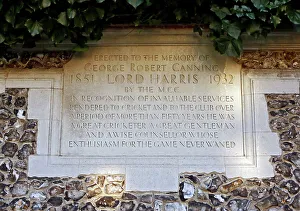 ERECTED TO THE MEMORY OF
GEORGE ROBERT CANNING
1851 LORD HARRIS 1932
BY THE M.C.C.
IN RECOGNITION OF INVALUABLE SERVICES
RENDERED TO CRICKET AND TO THE CLUB OVER
A PERIOD OF MORE THAN FIFTY YEARS HE WAS
A GREAT CRICKETER A GREAT GENTLEMAN
AND A WISE COUNSELLOR WHOSE
ENTHUSIASM FOR THE GAME NEVER WANED